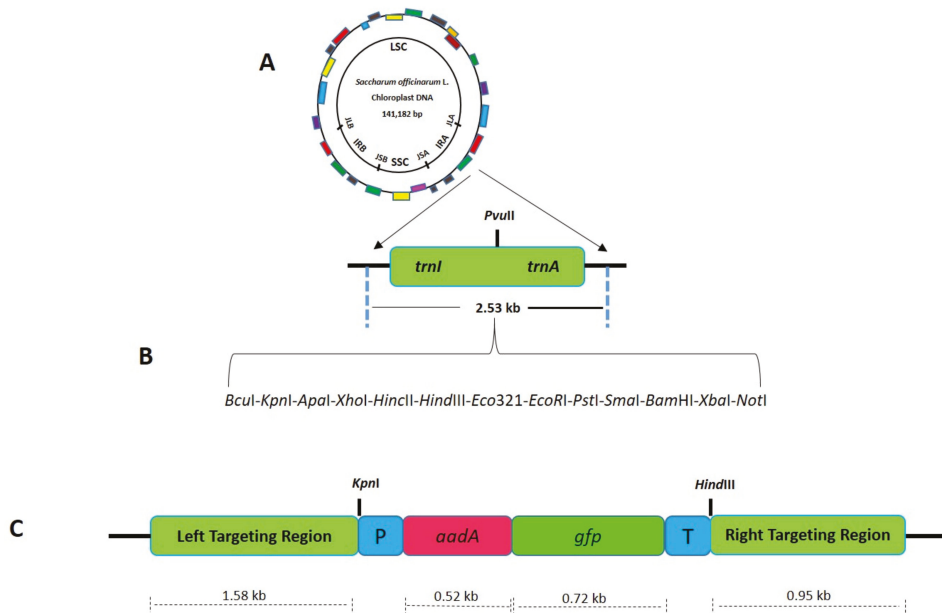 A
LSC
Saccharum officinarum L.
Chloroplast DNA
141,182 bp
JLB
JLA
IRB
IRA
JSB
SSC
JSA
PvuII
trnI
trnA
2.53 kb
B
BcuI-KpnI-ApaI-XhoI-HincII-HindIII-Eco321-EcoRI-PstI-SmaI-BamHI-XbaI-NotI
KpnI
HindIII
C
Left Targeting Region
P
aadA
gfp
T
Right Targeting Region
1.58 kb
0.52 kb
0.72 kb
0.95 kb